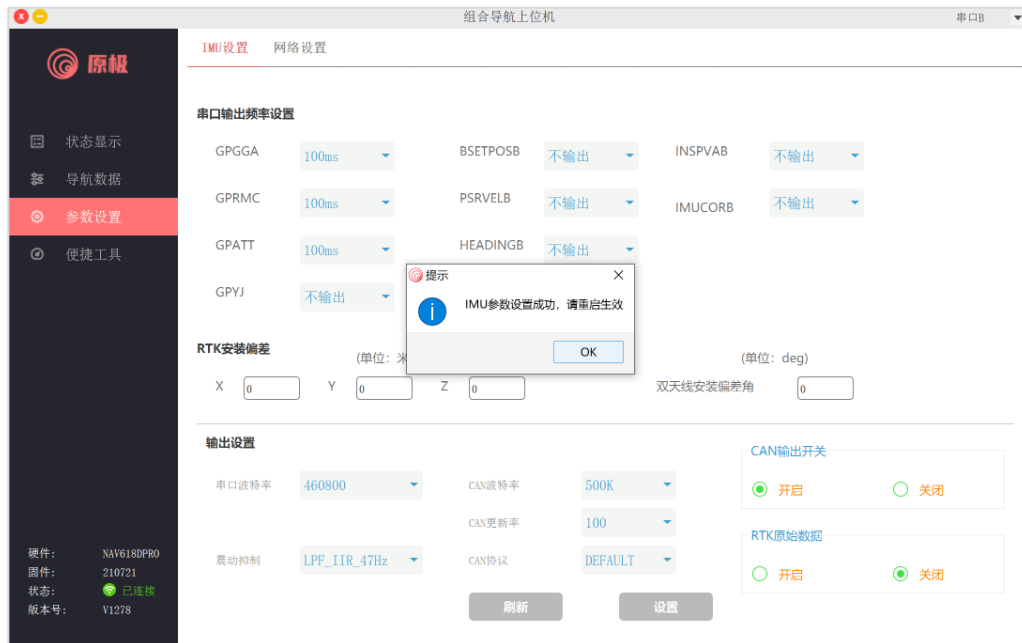 组合导航上位机
串口B
原极
IMU设置
网络设置
状态显示
导航数据
参数设置
便捷工具
串口输出频率设置
GPGGA 100ms BSETPOSB 不输出 INSPVAB 不输出
GPRMC 100ms PSRVELB 不输出 IMUCORB 不输出
GPATT 100ms HEADINGB 不输出
GPYJ 不输出
提示
IMU参数设置成功，请重启生效
OK
RTK安装偏差
(单位：米
(单位：deg)
X 0 Y 0 Z 0 双天线安装偏差角 0
输出设置
串口波特率 460800 CAN波特率 500K
CAN更新率 100
震动抑制 LPF_IIR_47Hz CAN协议 DEFAULT
CAN输出开关
开启 关闭
RTK原始数据
开启 关闭
刷新 设置
硬件： NAV618DPRO
固件： 210721
状态： 已连接
版本号： V1278